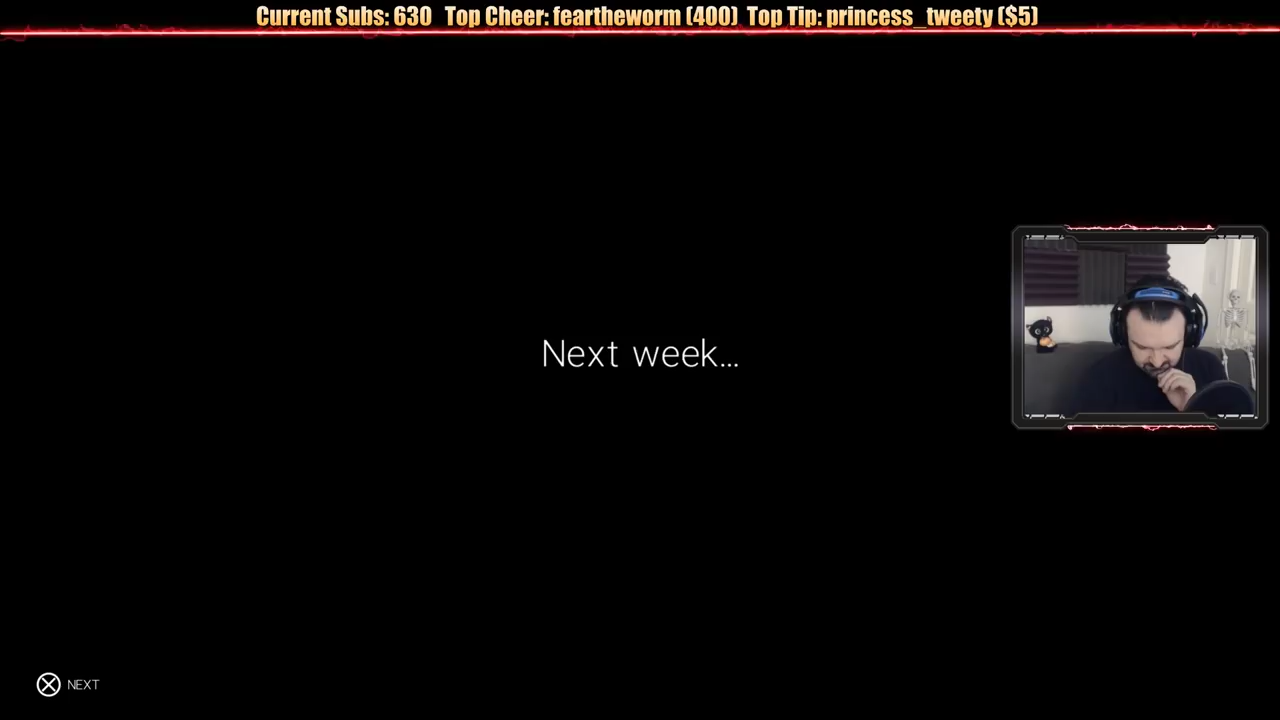 Current Subs: 630 Top Cheer: feartheworm (400) Top Tip: princess_tweety ($5)
Next week...
NEXT